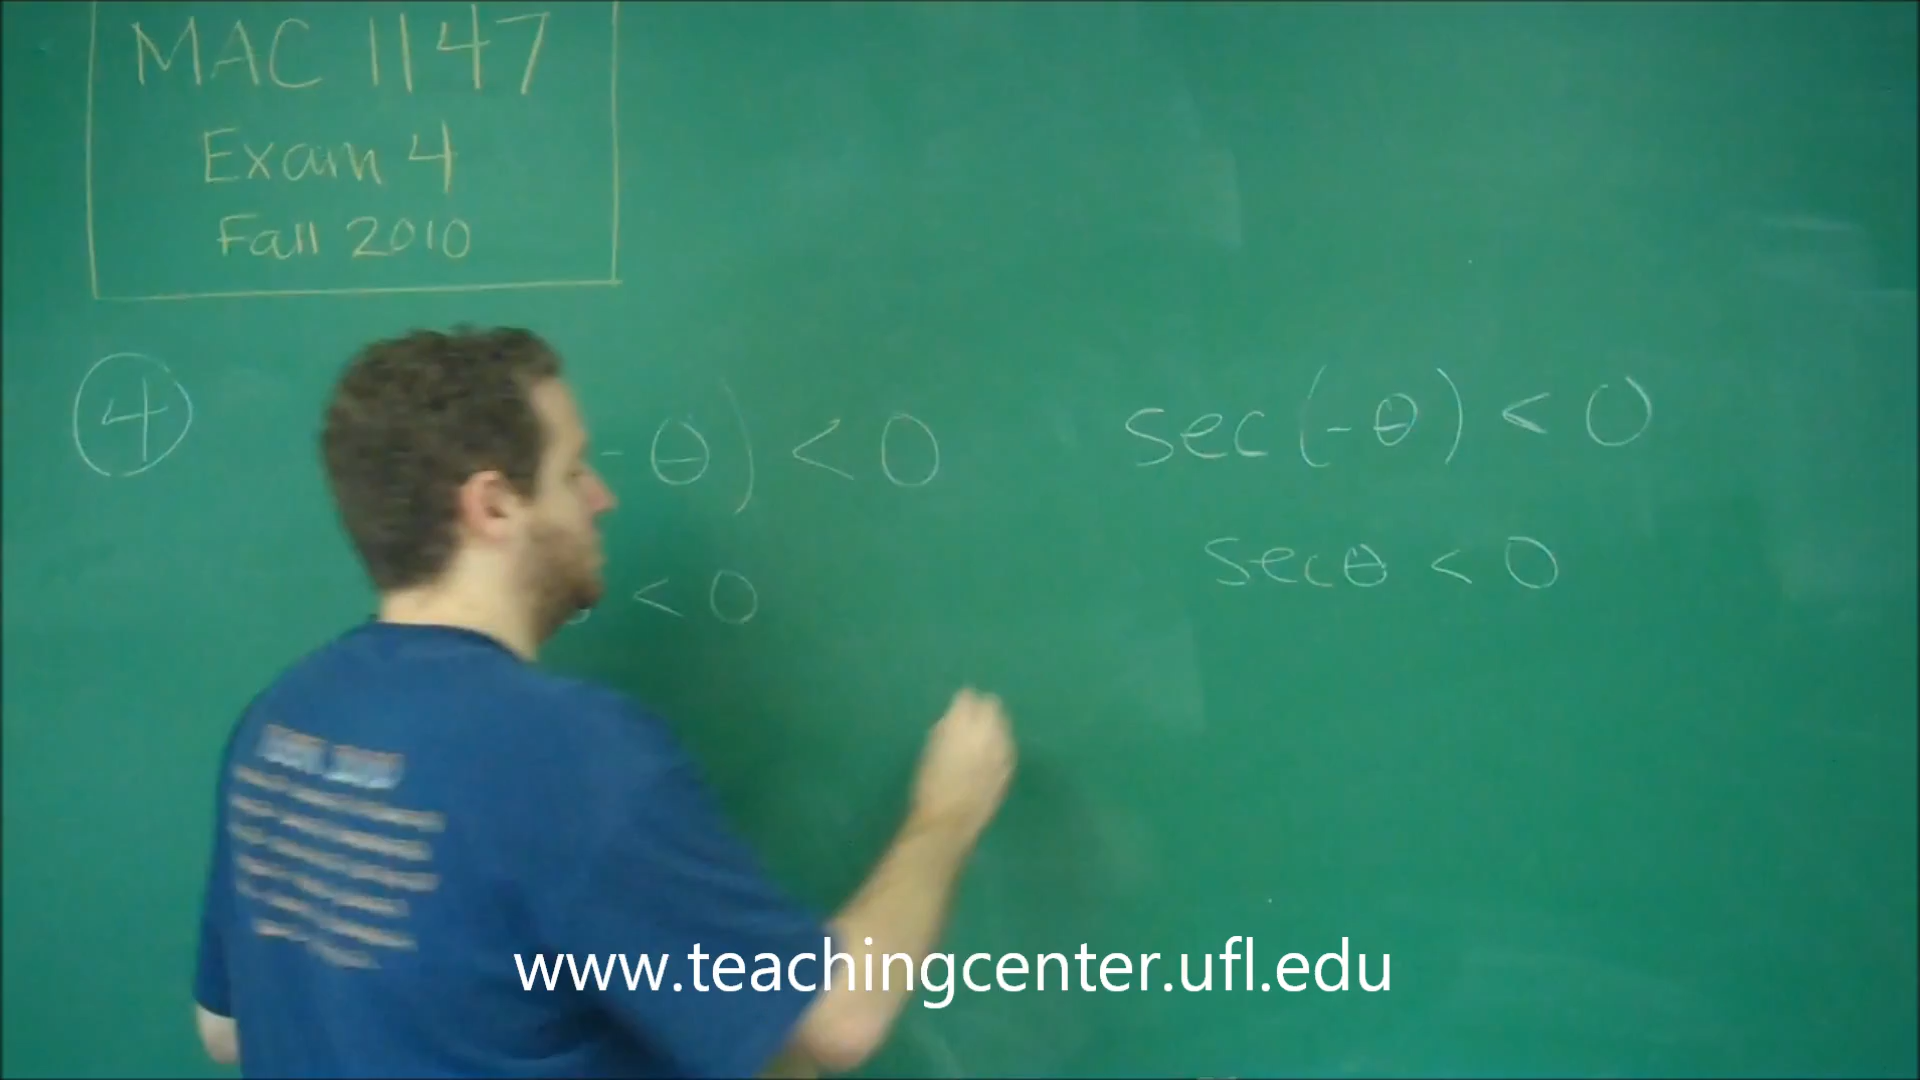 MAC 1147
Exam 4
Fall 2010
4
- θ) < 0
sec(-θ) < 0
< 0
secθ < 0
www.teachingcenter.ufl.edu